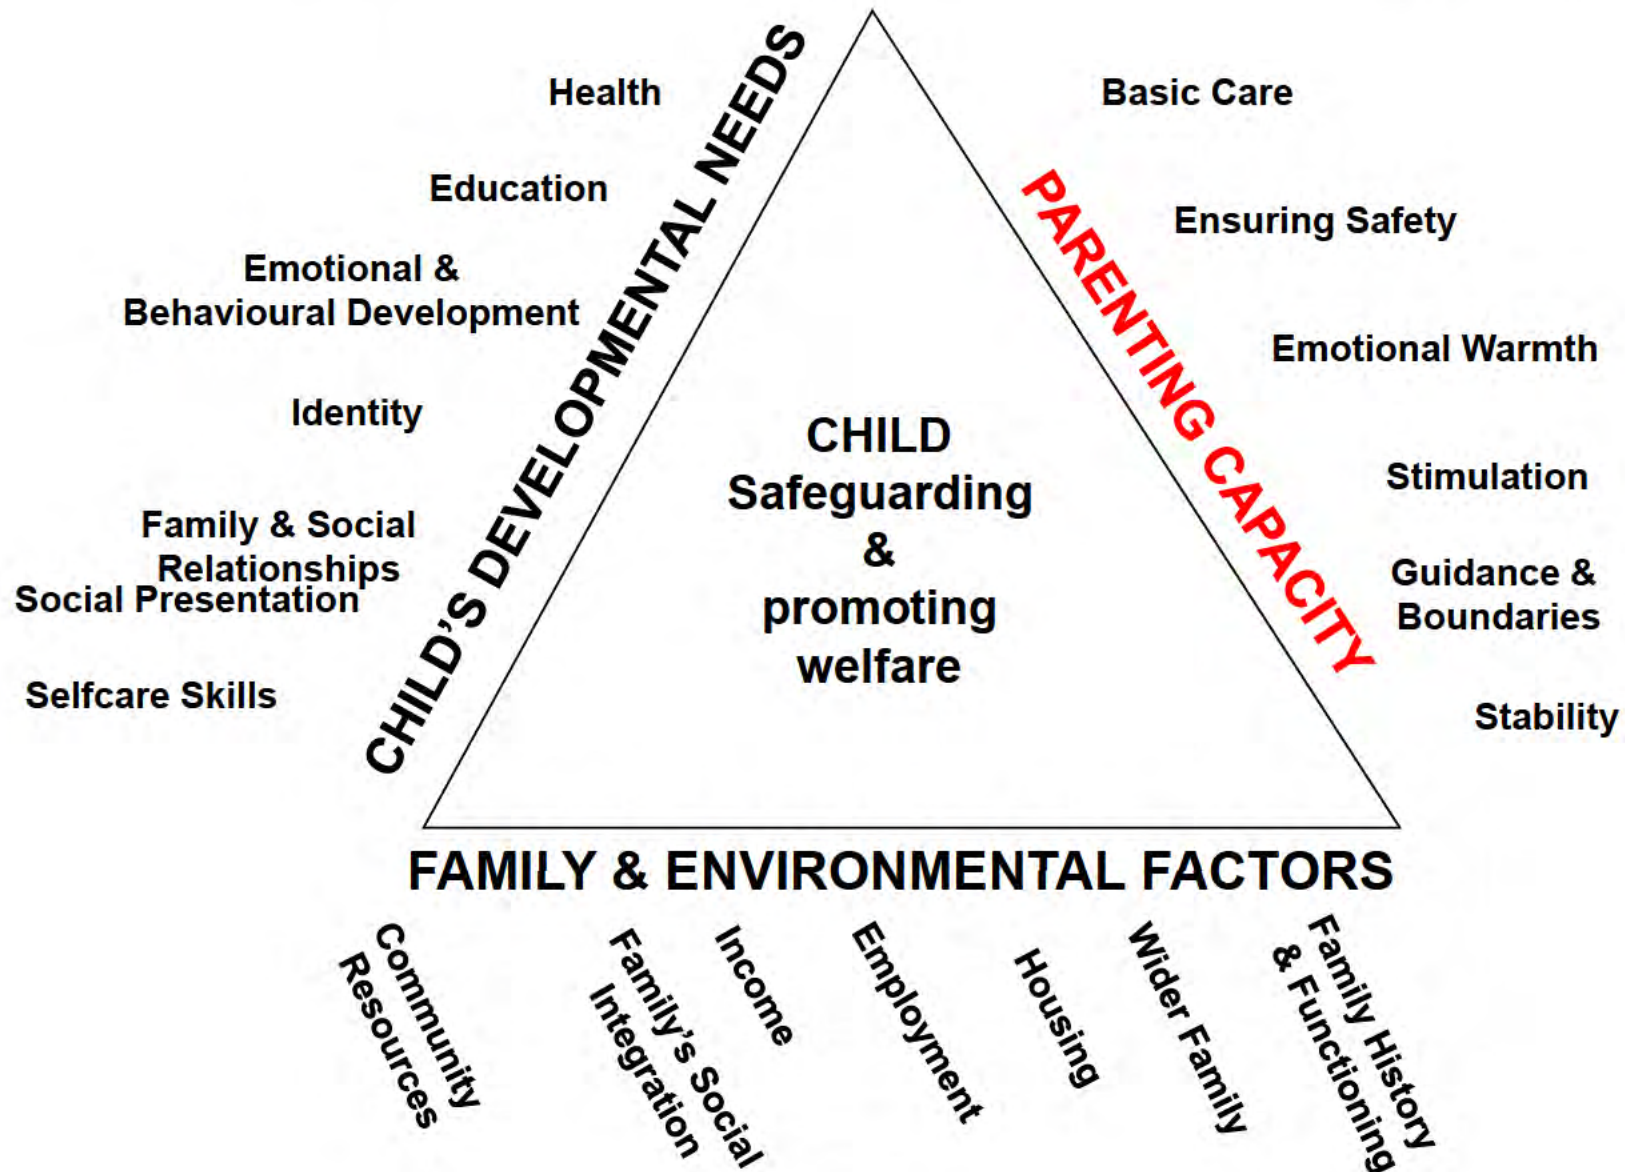 Health
Education
Emotional &
Behavioural Development
Identity
Family & Social
Relationships
Social Presentation
Selfcare Skills
CHILD'S DEVELOPMENTAL NEEDS
CHILD
Safeguarding
&
promoting
welfare
PARENTING CAPACITY
Basic Care
Ensuring Safety
Emotional Warmth
Stimulation
Guidance &
Boundaries
Stability
FAMILY & ENVIRONMENTAL FACTORS
Community
Resources
Family's Social
Integration
Income
Employment
Housing
Wider Family
Family History
& Functioning